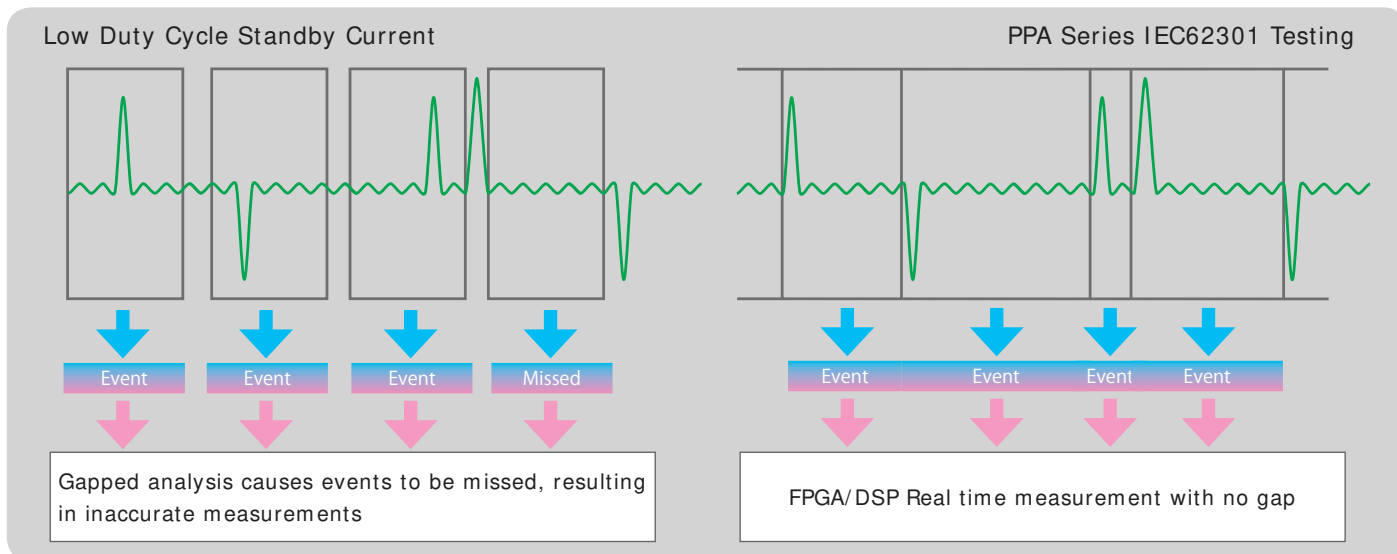 Low Duty Cycle Standby Current
PPA Series IEC62301 Testing
Event
Event
Event
Missed
Event
Event
Event
Event
Gapped analysis causes events to be missed, resulting
in inaccurate measurements
FPGA/DSP Real time measurement with no gap